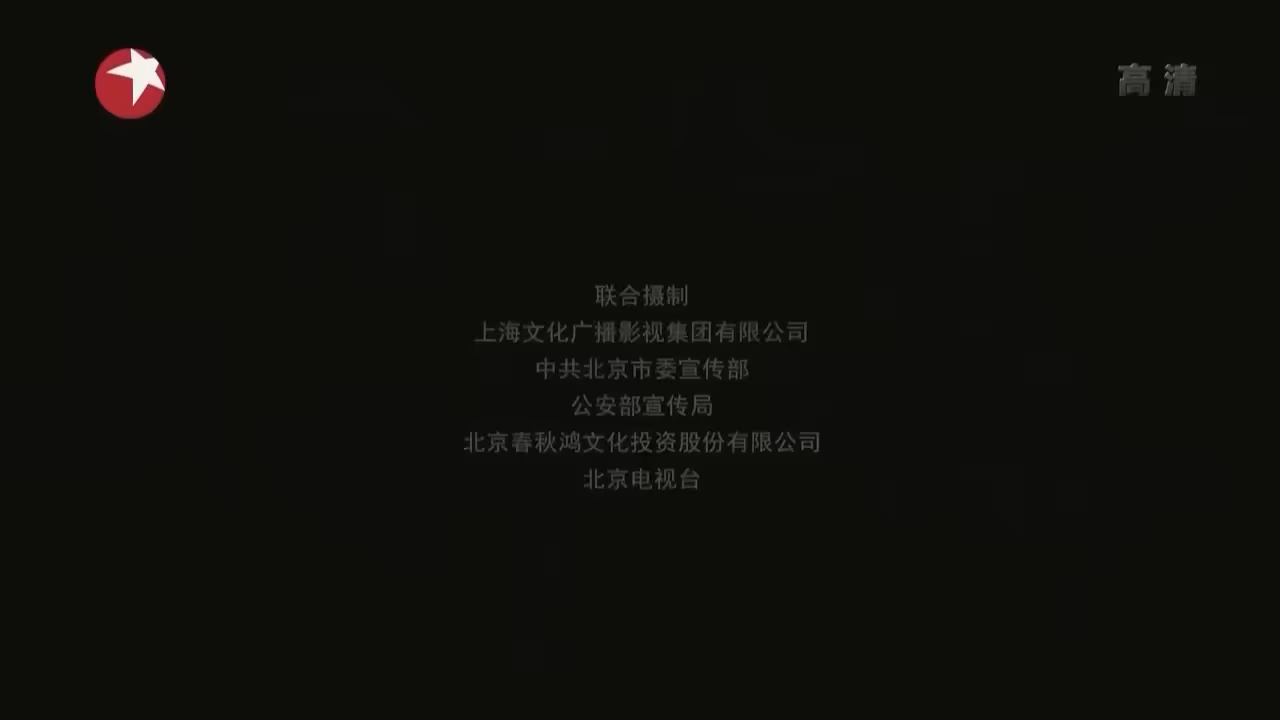 高清
联合摄制
上海文化广播影视集团有限公司
中共北京市委宣传部
公安部宣传局
北京春秋鸿文化投资股份有限公司
北京电视台